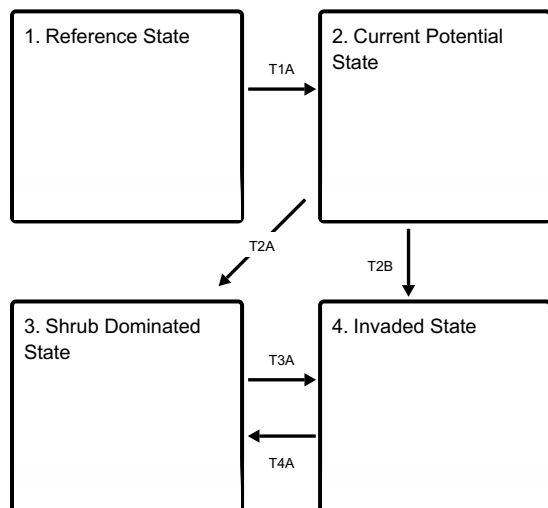 1. Reference State
T1A
2. Current Potential
State
T2A
T2B
3. Shrub Dominated
State
T3A
T4A
4. Invaded State